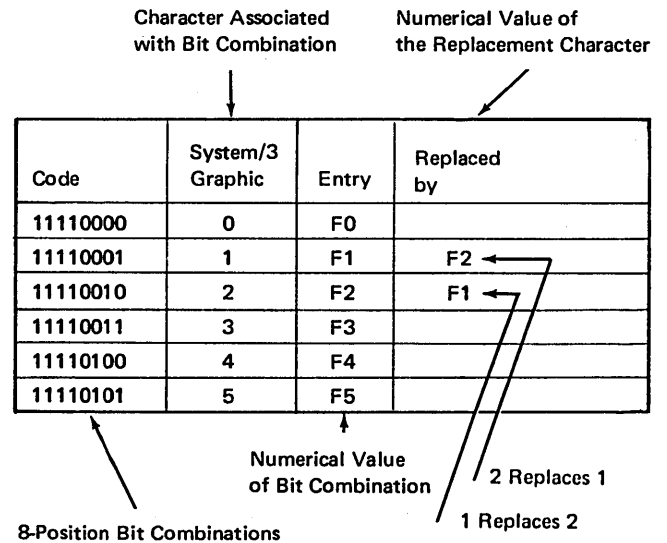 Character Associated
with Bit Combination
Numerical Value of
the Replacement Character
Code
System/3
Graphic
Entry
Replaced
by
11110000 0 F0
11110001 1 F1 F2
11110010 2 F2 F1
11110011 3 F3
11110100 4 F4
11110101 5 F5
Numerical Value
of Bit Combination
2 Replaces 1
1 Replaces 2
8-Position Bit Combinations